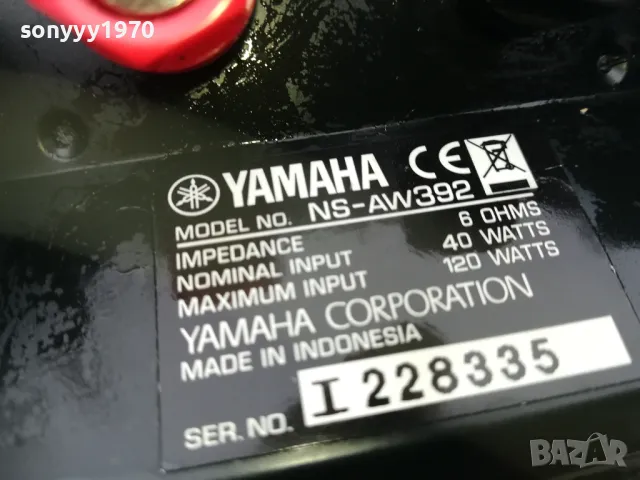 sonyyy1970
YAMAHA CE
MODEL NO. NS-AW392
IMPEDANCE 6 OHMS
NOMINAL INPUT 40 WATTS
MAXIMUM INPUT 120 WATTS
YAMAHA CORPORATION
MADE IN INDONESIA
SER. NO. I 228335
BAZAR